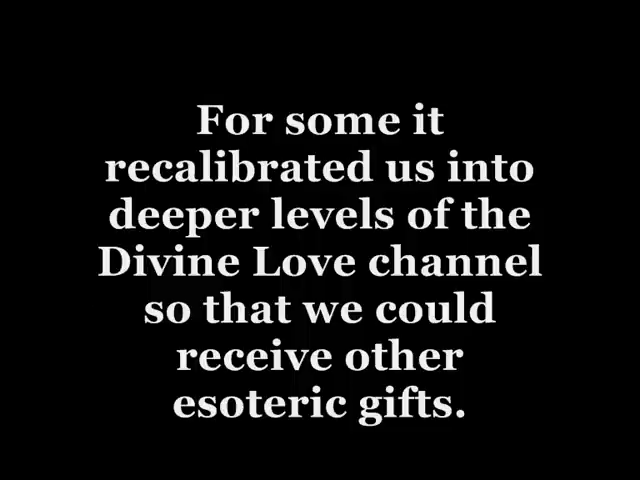 For some it
recalibrated us into
deeper levels of the
Divine Love channel
so that we could
receive other
esoteric gifts.